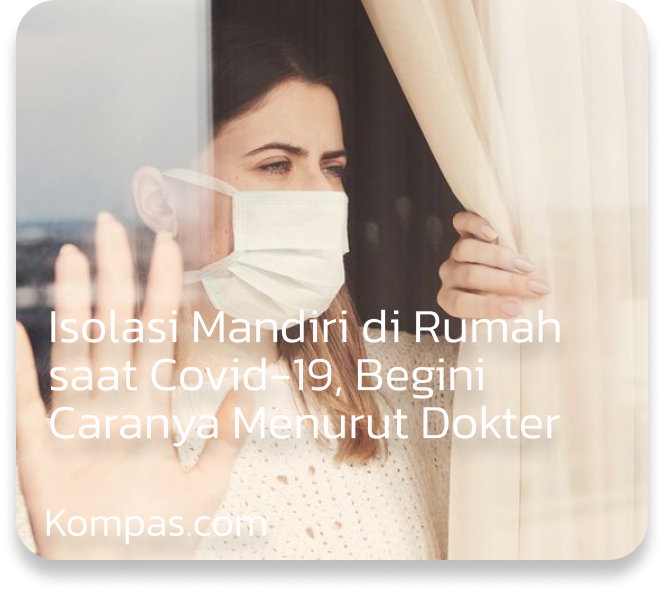 Isolasi Mandiri di Rumah
saat Covid-19, Begini
Caranya Menurut Dokter
Kompas.com